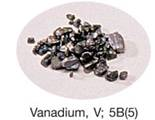 Vanadium, V; 5B(5)